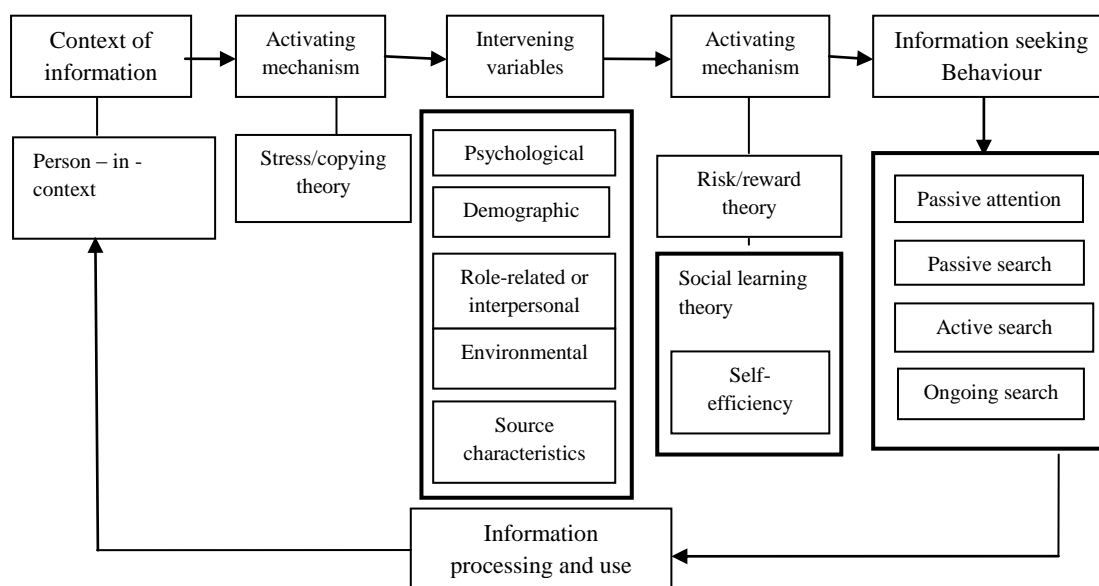 Context of
information
Activating
mechanism
Intervening
variables
Activating
mechanism
Information seeking
Behaviour
Person – in -
context
Stress/copying
theory
Psychological
Demographic
Role-related or
interpersonal
Environmental
Source
characteristics
Risk/reward
theory
Social learning
theory
Self-
efficiency
Passive attention
Passive search
Active search
Ongoing search
Information
processing and use